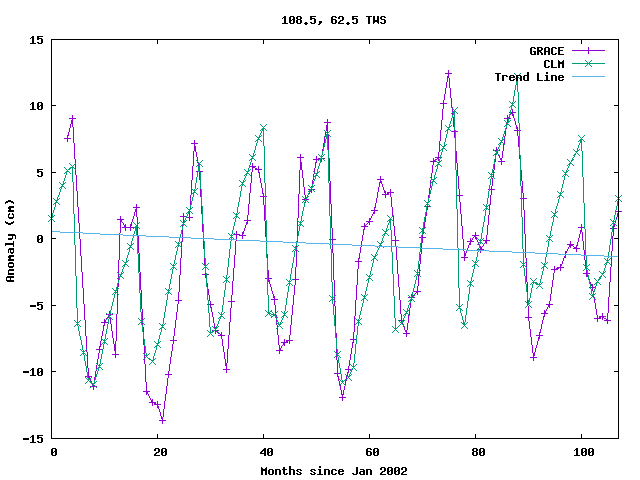 108.5, 62.5 TWS
GRACE
CLM
Trend Line
15
10
5
0
-5
-10
-15
Anomaly (cm)
0 20 40 60 80 100
Months since Jan 2002